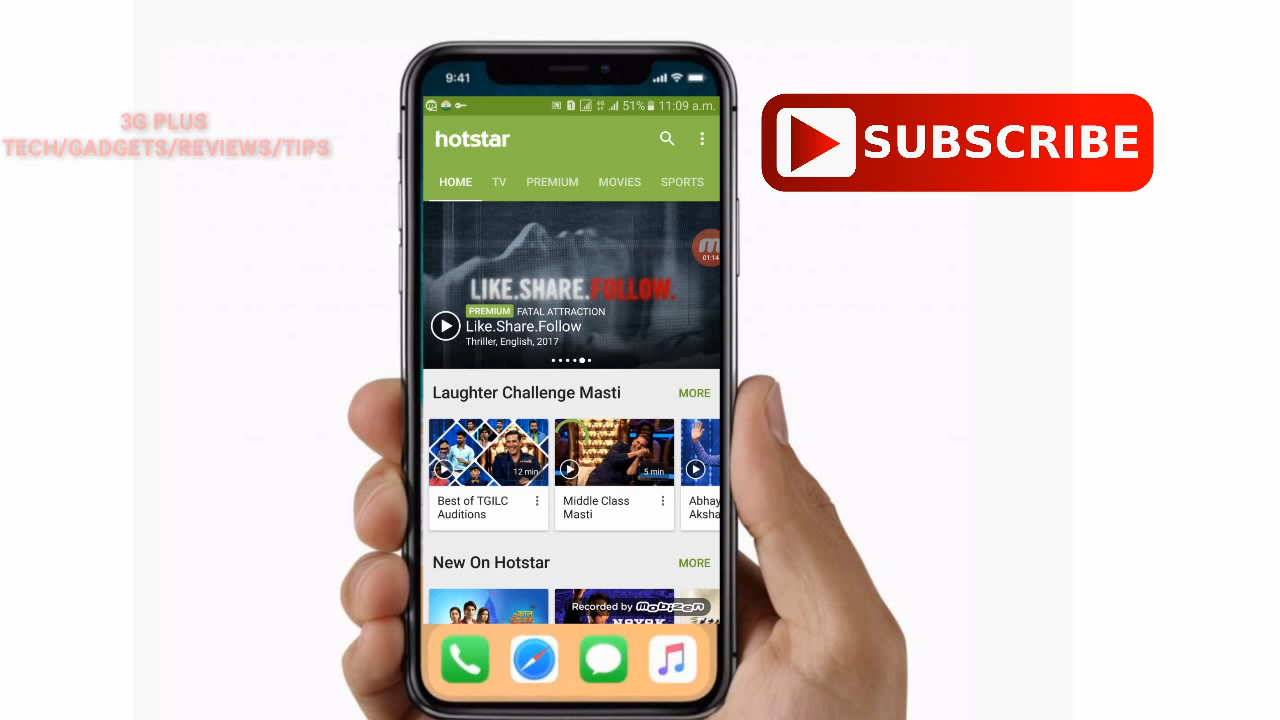 9:41
51% 11:09 a.m.
3G PLUS
TECH/GADGETS/REVIEWS/TIPS
hotstar
SUBSCRIBE
HOME TV PREMIUM MOVIES SPORTS
01:14
LIKE.SHARE.FOLLOW.
PREMIUM FATAL ATTRACTION
Like.Share.Follow
Thriller, English, 2017
Laughter Challenge Masti MORE
12 min
5 min
Best of TGILC
Auditions
Middle Class
Masti
Abhay
Aksha
New On Hotstar MORE
Recorded by mobizen